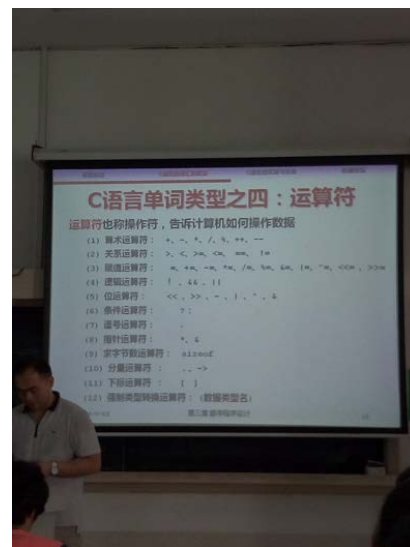 C语言单词类型之四：运算符
运算符也称操作符，告诉计算机如何操作数据
(1) 算术运算符： +, -, *, /, %, ++, --
(2) 关系运算符： >, <, >=, <=, ==, !=
(3) 赋值运算符： =, +=, -=, *=, /=, %=, &=, |=, ^=, <<=, >>=
(4) 逻辑运算符： !, &&, ||
(5) 位运算符： <<, >>, ~, |, ^, &
(6) 条件运算符： ? :
(7) 逗号运算符： ,
(8) 指针运算符： *, &
(9) 求字节数运算符： sizeof
(10) 分量运算符 ： ., ->
(11) 下标运算符 ： [ ]
(12) 强制类型转换运算符：（数据类型名）